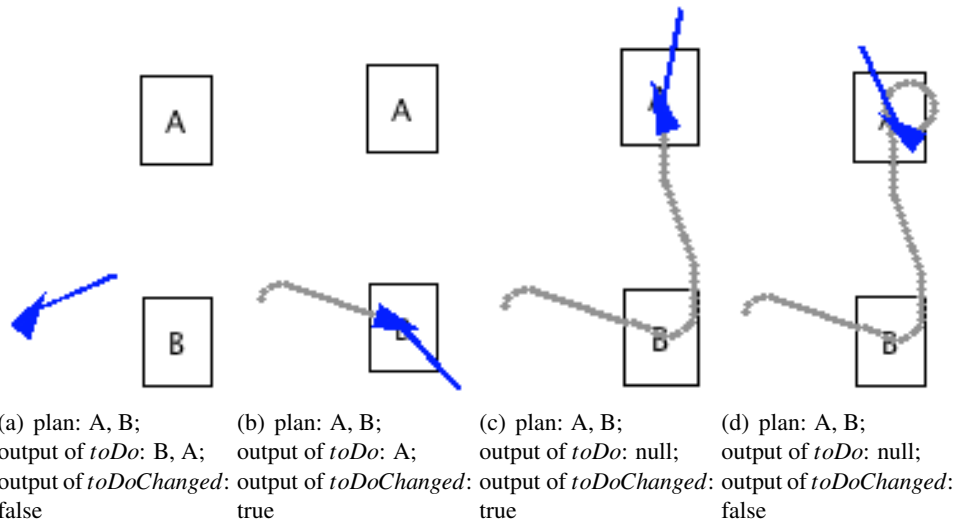 A
A
A
A
B
B
B
B
(a) plan: A, B;
output of toDo: B, A;
output of toDoChanged:
false
(b) plan: A, B;
output of toDo: A;
output of toDoChanged:
true
(c) plan: A, B;
output of toDo: null;
output of toDoChanged:
true
(d) plan: A, B;
output of toDo: null;
output of toDoChanged:
false